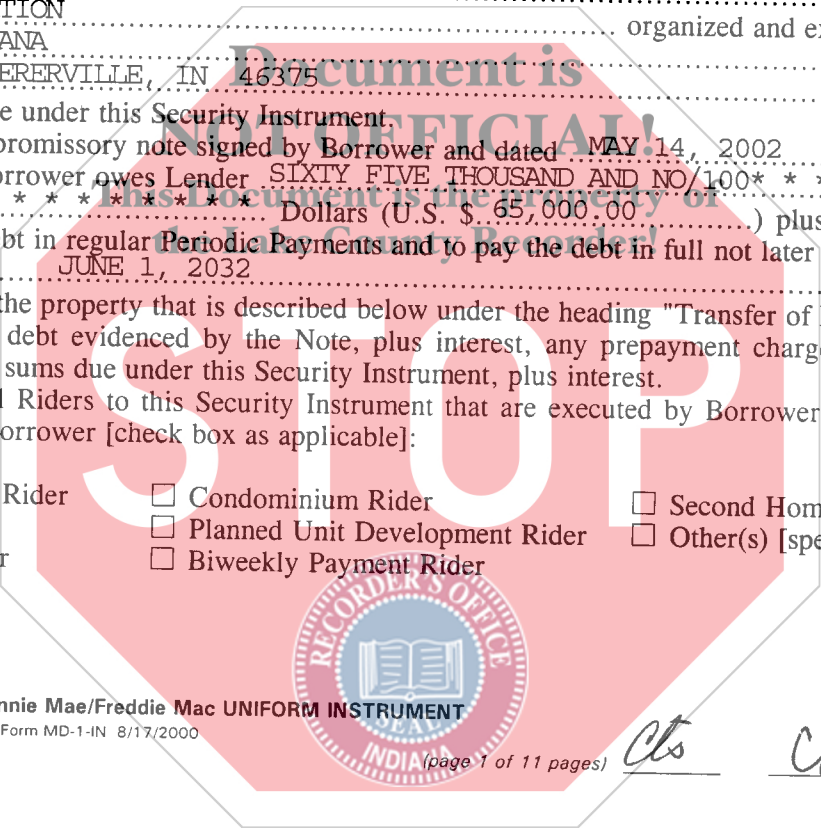 TION
organized and ex
ANA
Document is
ERERVILLE, IN 46375
e under this Security Instrument.
NOT OFFICIAL!
promissory note signed by Borrower and dated MAY 14, 2002
orrower owes Lender SIXTY FIVE THOUSAND AND NO/100* * *
This Document is the property of
* * * * * * * * Dollars (U.S. $ 65,000.00 ) plus
the Lake County Recorder!
bt in regular Periodic Payments and to pay the debt in full not later
JUNE 1, 2032
the property that is described below under the heading "Transfer of
debt evidenced by the Note, plus interest, any prepayment charg
sums due under this Security Instrument, plus interest.
l Riders to this Security Instrument that are executed by Borrower
orrower [check box as applicable]:
STOP
Rider □ Condominium Rider □ Second Hom
□ Planned Unit Development Rider □ Other(s) [spe
r □ Biweekly Payment Rider
RECORDER'S OFFICE
SEAL
INDIANA
nnie Mae/Freddie Mac UNIFORM INSTRUMENT
Form MD-1-IN 8/17/2000
(page 1 of 11 pages)